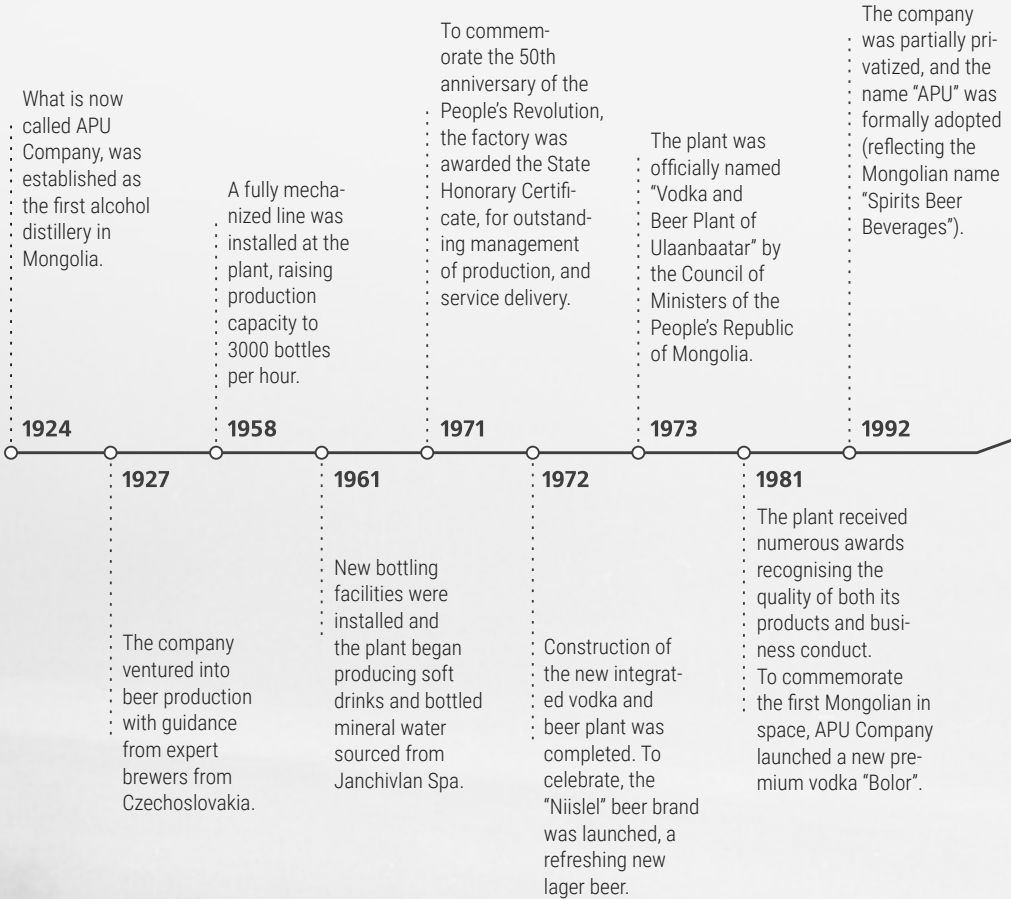 What is now
called APU
Company, was
established as
the first alcohol
distillery in
Mongolia.
1924
1927
The company
ventured into
beer production
with guidance
from expert
brewers from
Czechoslovakia.
A fully mecha-
nized line was
installed at the
plant, raising
production
capacity to
3000 bottles
per hour.
1958
1961
New bottling
facilities were
installed and
the plant began
producing soft
drinks and bottled
mineral water
sourced from
Janchivlan Spa.
To commem-
orate the 50th
anniversary of the
People’s Revolution,
the factory was
awarded the State
Honorary Certifi-
cate, for outstand-
ing management
of production, and
service delivery.
1971
1972
Construction of
the new integrat-
ed vodka and
beer plant was
completed. To
celebrate, the
“Niislel” beer brand
was launched, a
refreshing new
lager beer.
The plant was
officially named
“Vodka and
Beer Plant of
Ulaanbaatar” by
the Council of
Ministers of the
People’s Republic
of Mongolia.
1973
1981
The plant received
numerous awards
recognising the
quality of both its
products and busi-
ness conduct.
To commemorate
the first Mongolian in
space, APU Company
launched a new pre-
mium vodka “Bolor”.
The company
was partially pri-
vatized, and the
name “APU” was
formally adopted
(reflecting the
Mongolian name
“Spirits Beer
Beverages”).
1992